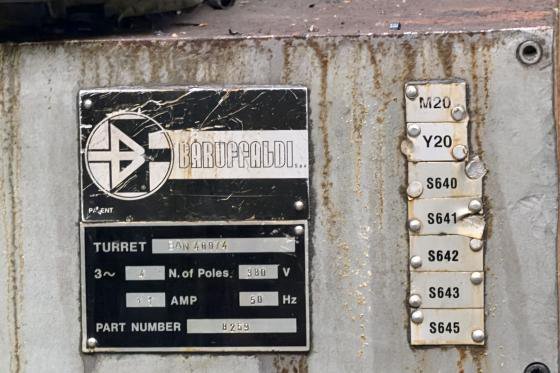 BARUFFALDI
S.p.A.
PATENT
TURRET
3~ 4 N. of Poles 380 V
AMP 50 Hz
PART NUMBER 8259
M20
Y20
S640
S641
S642
S643
S645